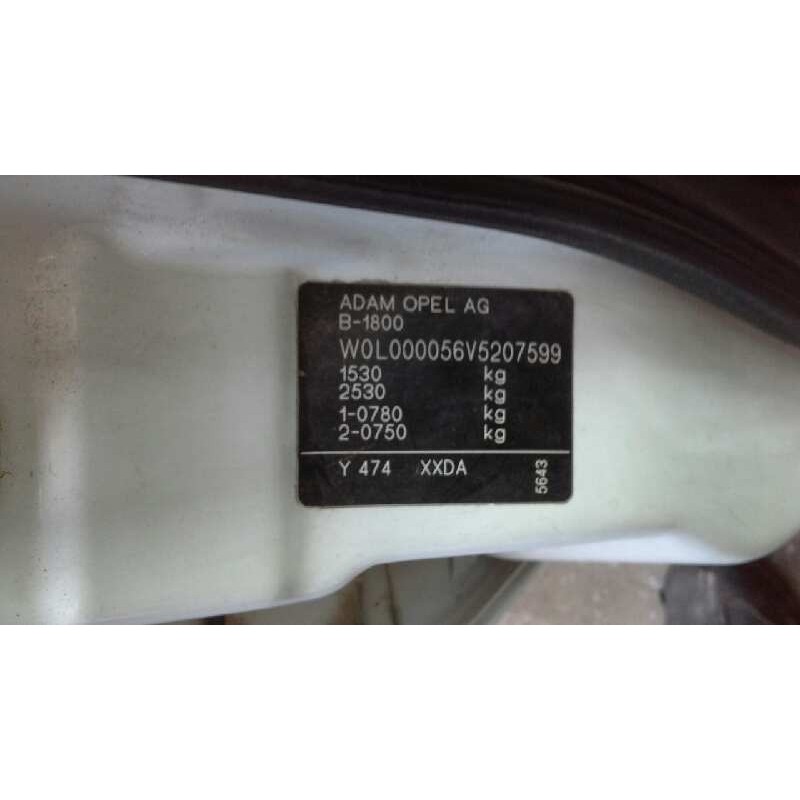 ADAM OPEL AG
B-1800
W0L000056V5207599
1530 kg
2530 kg
1-0780 kg
2-0750 kg
Y 474 XXDA
5643